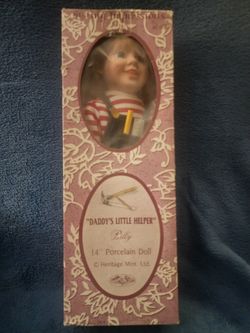 "DADDY'S LITTLE HELPER"
Billy
14" Porcelain Doll
© Heritage Mint, Ltd.